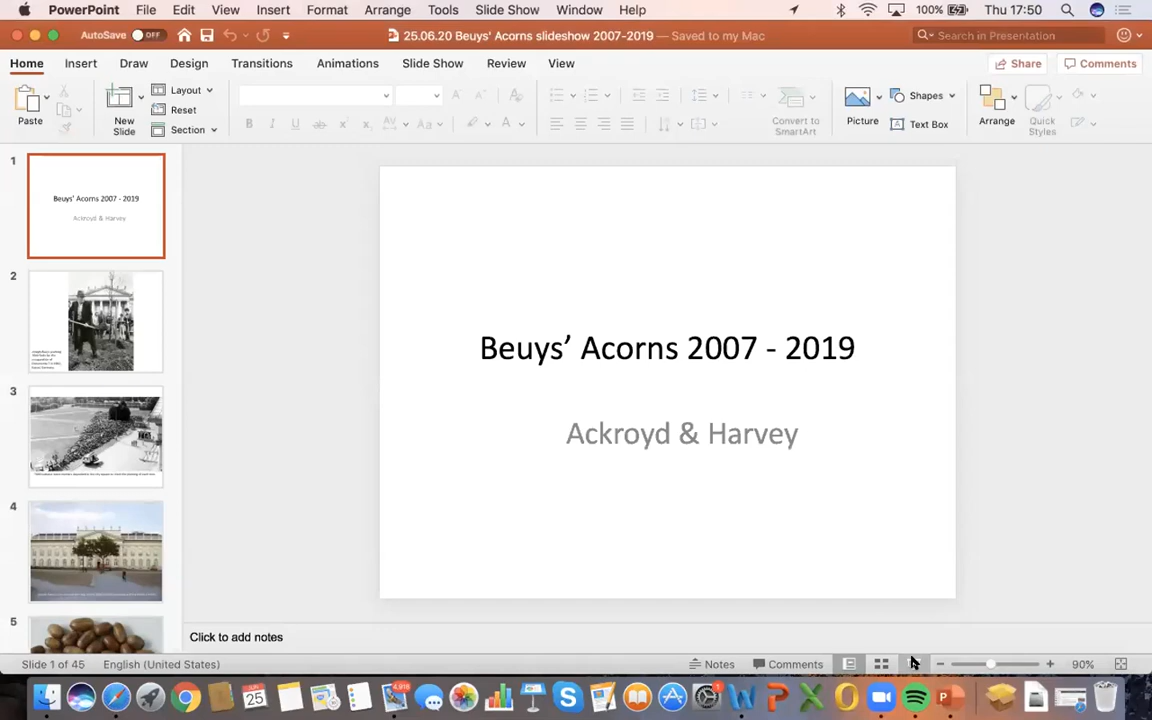 PowerPoint File Edit View Insert Format Arrange Tools Slide Show Window Help 100% Thu 17:50
AutoSave OFF 25.06.20 Beuys' Acorns slideshow 2007-2019 — Saved to my Mac Search in Presentation
Home Insert Draw Design Transitions Animations Slide Show Review View Share Comments
Paste
New Slide
Layout
Reset
Section
Convert to SmartArt
Picture
Shapes
Text Box
Arrange
Quick Styles
1
Beuys' Acorns 2007 - 2019
Ackroyd & Harvey
2
3
4
5
Beuys’ Acorns 2007 - 2019
Ackroyd & Harvey
Click to add notes
Slide 1 of 45 English (United States) Notes Comments 90%
25